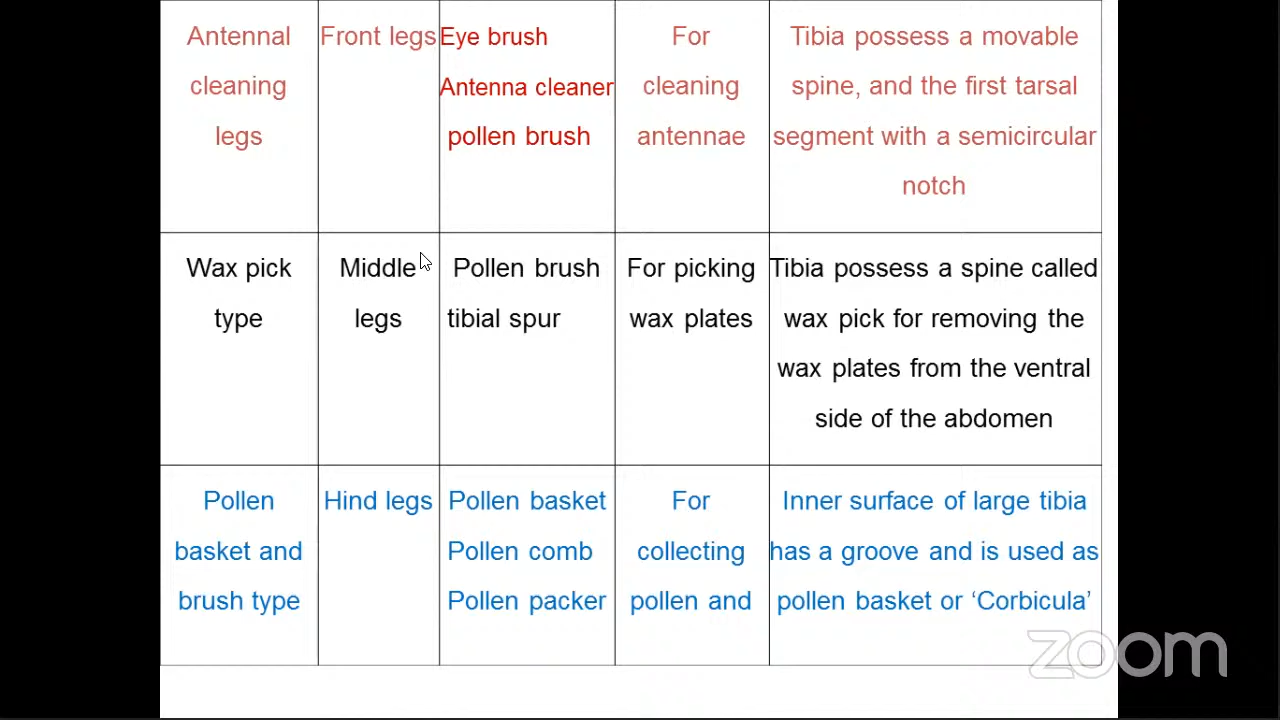 Antennal
cleaning
legs
Front legs
Eye brush
Antenna cleaner
pollen brush
For
cleaning
antennae
Tibia possess a movable
spine, and the first tarsal
segment with a semicircular
notch
Wax pick
type
Middle
legs
Pollen brush
tibial spur
For picking
wax plates
Tibia possess a spine called
wax pick for removing the
wax plates from the ventral
side of the abdomen
Pollen
basket and
brush type
Hind legs
Pollen basket
Pollen comb
Pollen packer
For
collecting
pollen and
Inner surface of large tibia
has a groove and is used as
pollen basket or ‘Corbicula’
zoom